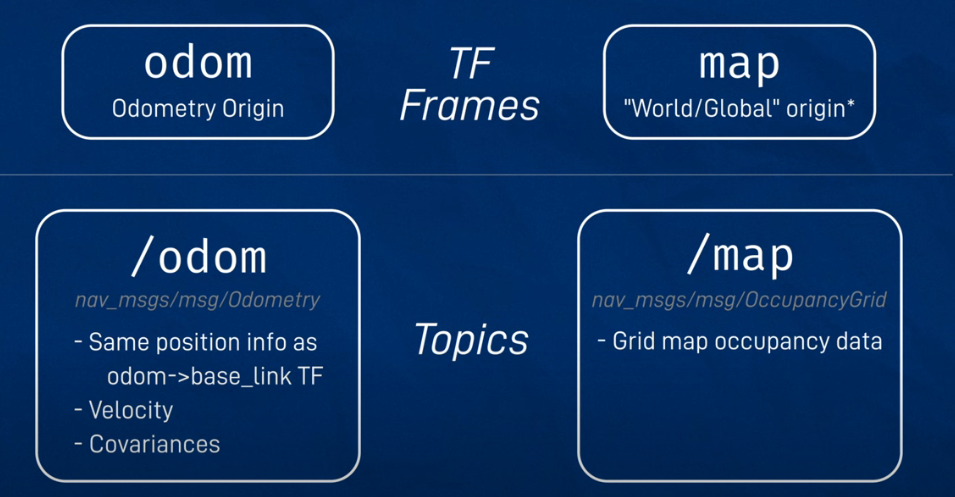 odom
Odometry Origin
TF
Frames
map
"World/Global" origin*
/odom
nav_msgs/msg/Odometry
- Same position info as
odom->base_link TF
- Velocity
- Covariances
Topics
/map
nav_msgs/msg/OccupancyGrid
- Grid map occupancy data